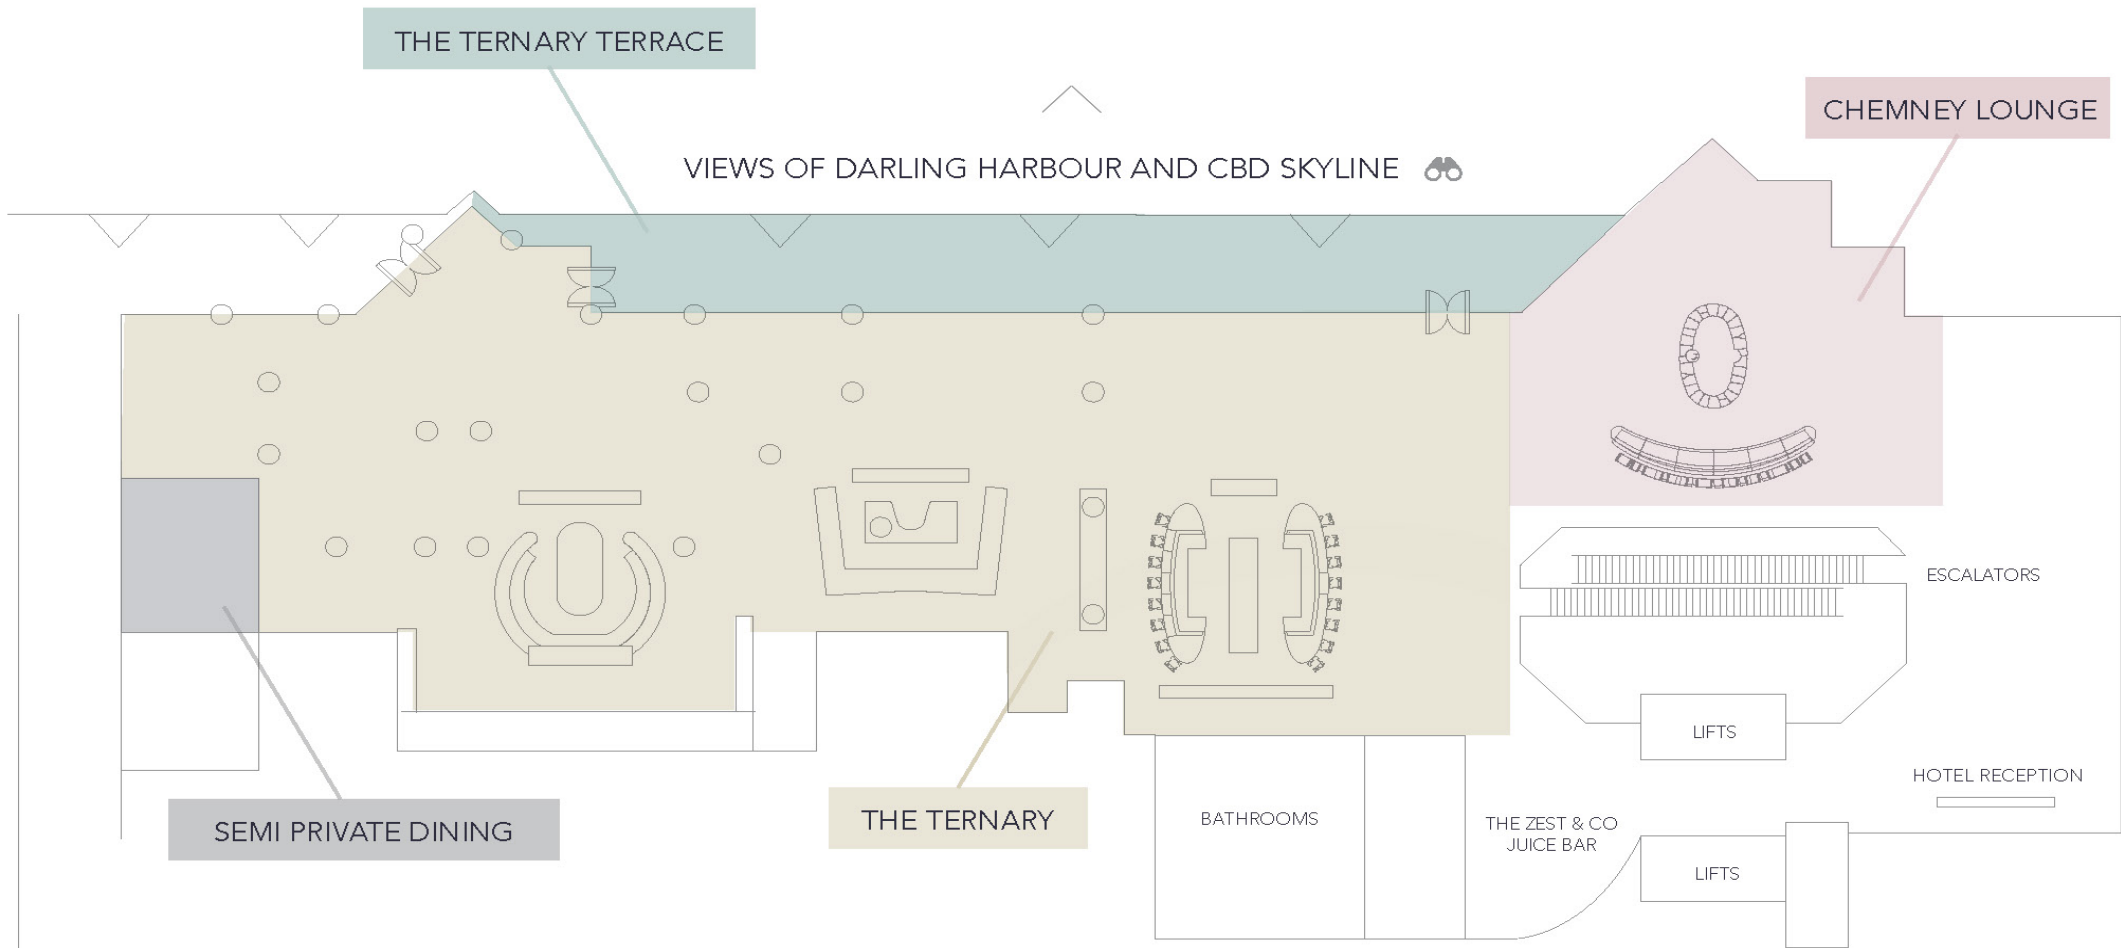 THE TERNARY TERRACE
CHEMNEY LOUNGE
VIEWS OF DARLING HARBOUR AND CBD SKYLINE
ESCALATORS
LIFTS
HOTEL RECEPTION
SEMI PRIVATE DINING
THE TERNARY
BATHROOMS
THE ZEST & CO
JUICE BAR
LIFTS